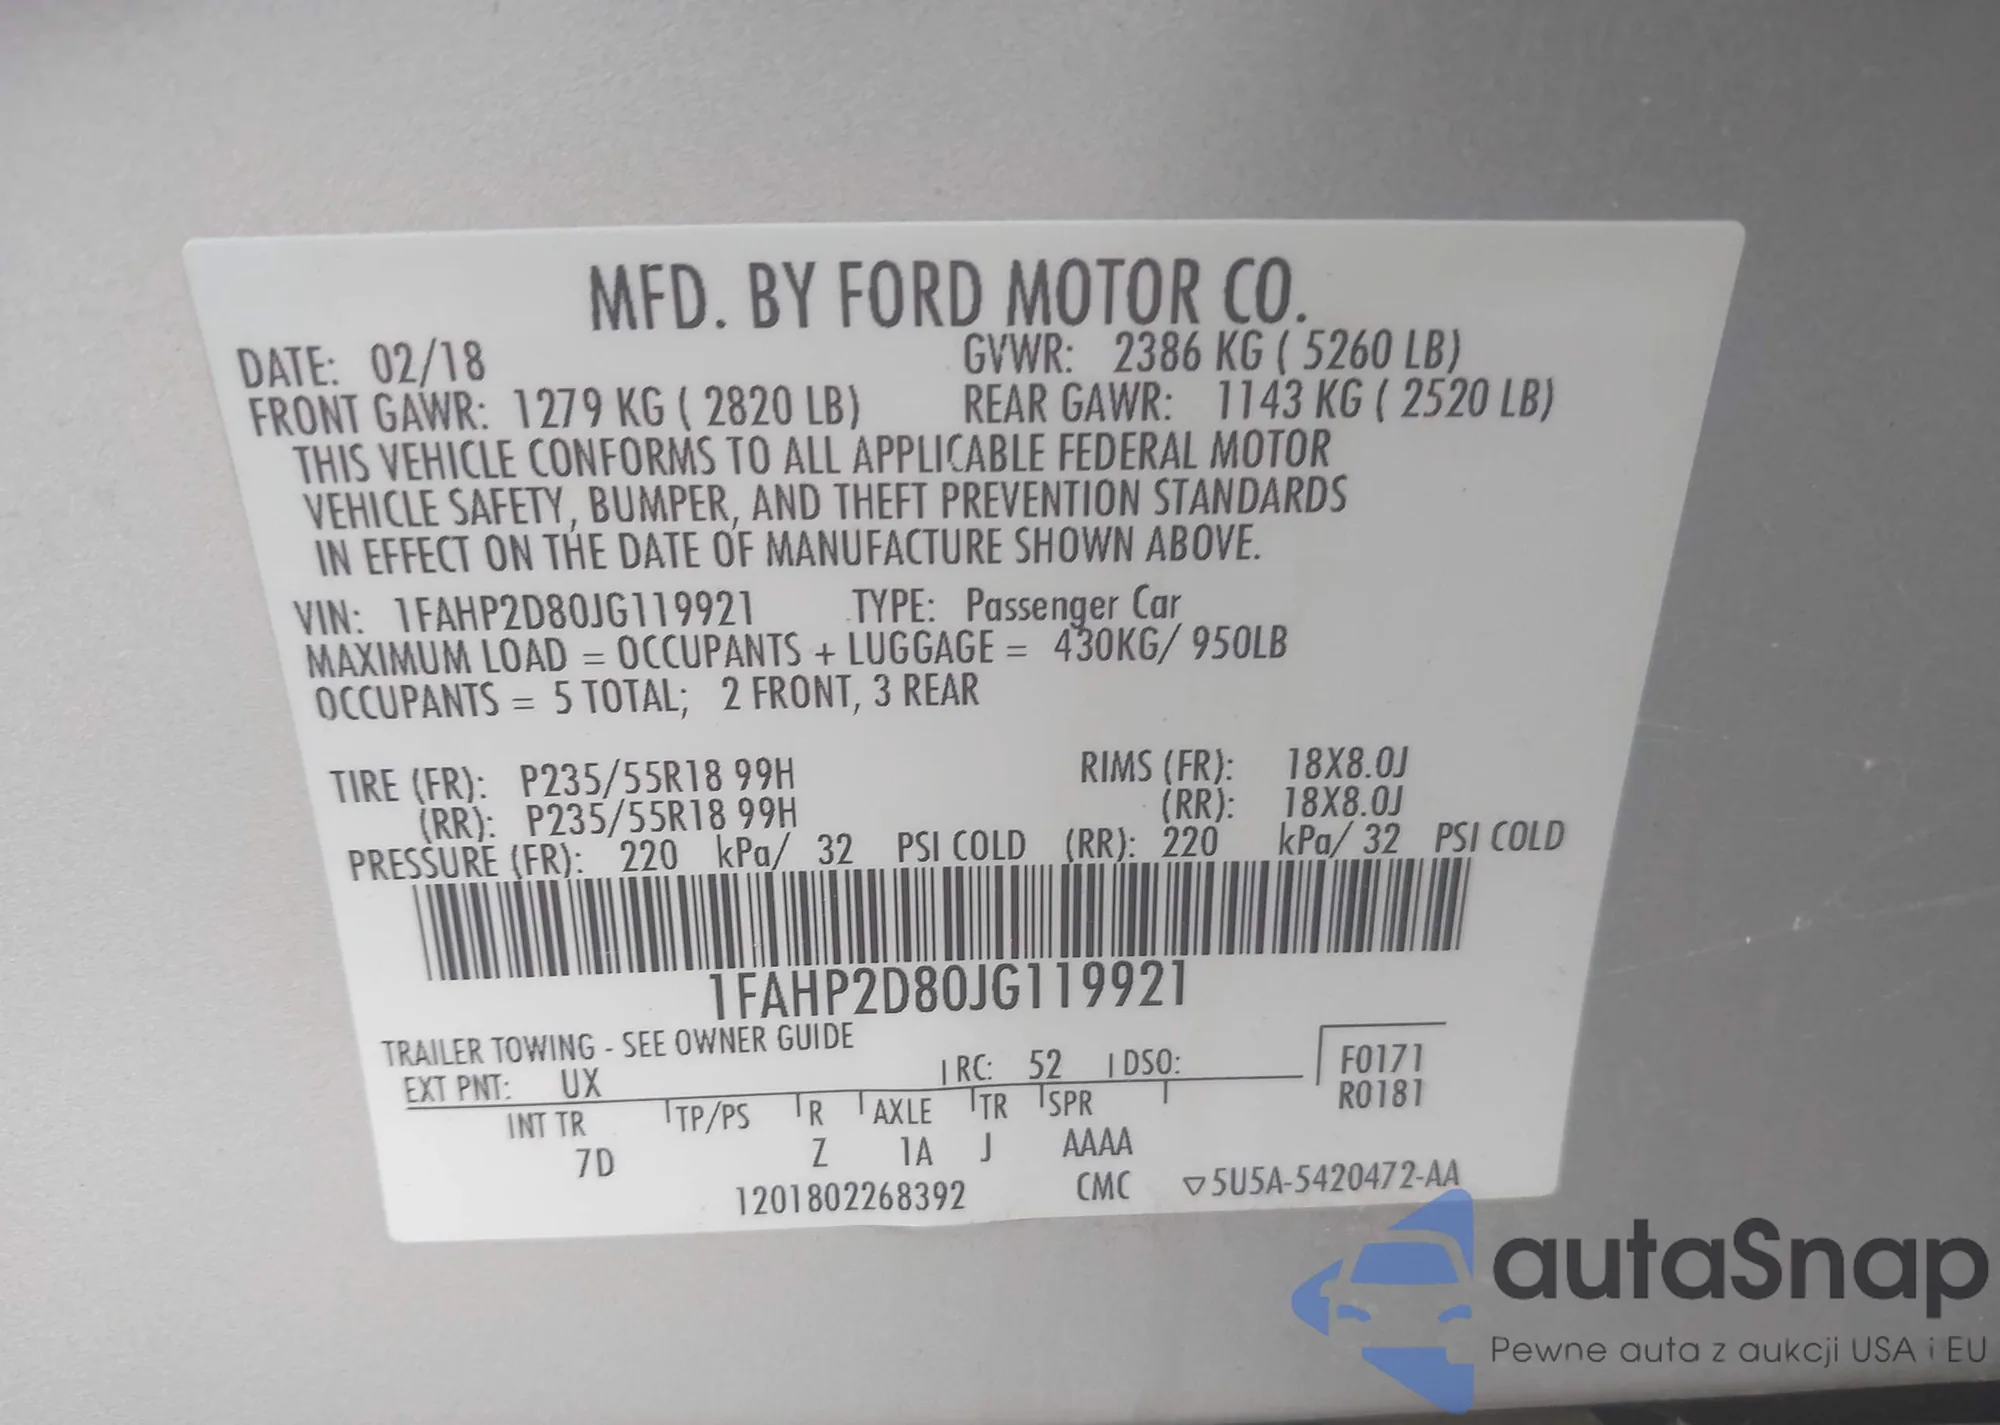 MFD. BY FORD MOTOR CO.
DATE: 02/18 GVWR: 2386 KG ( 5260 LB)
FRONT GAWR: 1279 KG ( 2820 LB) REAR GAWR: 1143 KG ( 2520 LB)
THIS VEHICLE CONFORMS TO ALL APPLICABLE FEDERAL MOTOR
VEHICLE SAFETY, BUMPER, AND THEFT PREVENTION STANDARDS
IN EFFECT ON THE DATE OF MANUFACTURE SHOWN ABOVE.
VIN: 1FAHP2D80JG119921 TYPE: Passenger Car
MAXIMUM LOAD = OCCUPANTS + LUGGAGE = 430KG/ 950LB
OCCUPANTS = 5 TOTAL; 2 FRONT, 3 REAR
TIRE (FR): P235/55R18 99H RIMS (FR): 18X8.0J
(RR): P235/55R18 99H (RR): 18X8.0J
PRESSURE (FR): 220 kPa/ 32 PSI COLD (RR): 220 kPa/ 32 PSI COLD
1FAHP2D80JG119921
TRAILER TOWING - SEE OWNER GUIDE
EXT PNT: UX RC: 52 DSO: F0171
R0181
INT TR TP/PS R AXLE TR SPR
7D Z 1A J AAAA
1201802268392 CMC ▽5U5A-5420472-AA
autaSnap
Pewne auta z aukcji USA i EU